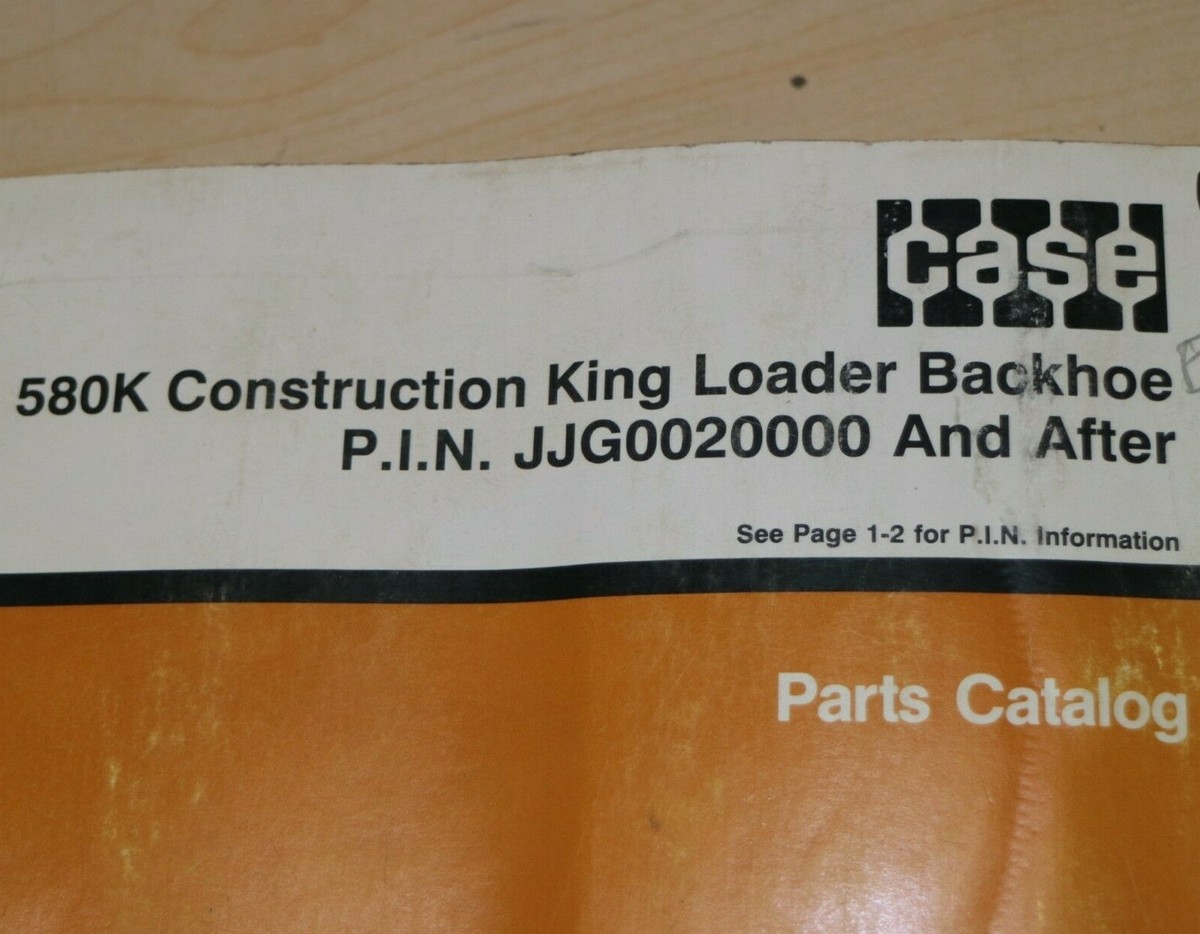 case
580K Construction King Loader Backhoe
P.I.N. JJG0020000 And After
See Page 1-2 for P.I.N. Information
Parts Catalog